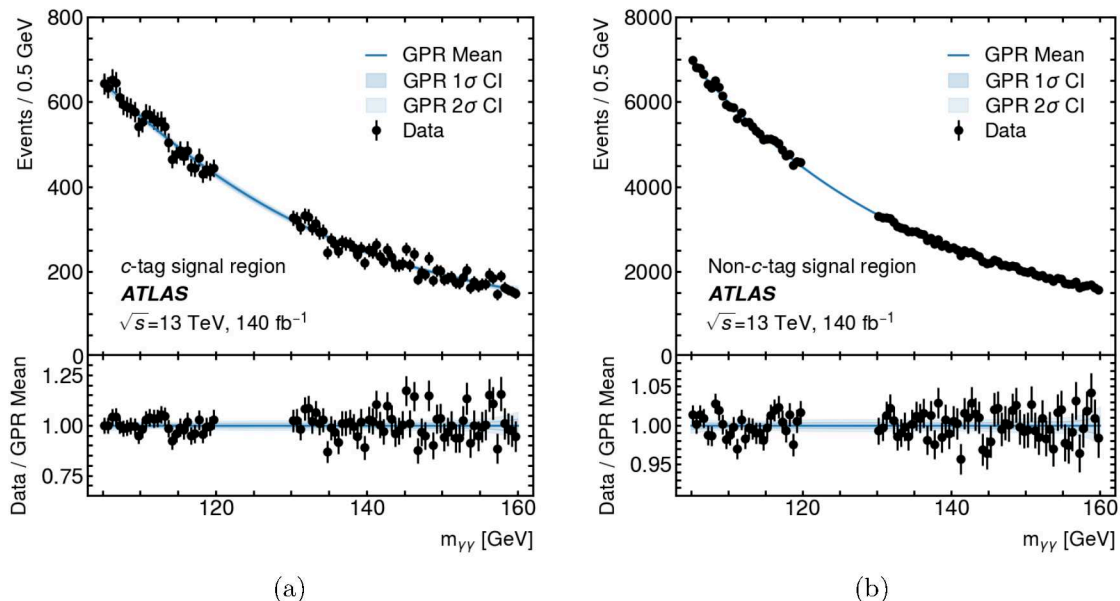 800
600
400
200
0
Events / 0.5 GeV
GPR Mean
GPR 1σ CI
GPR 2σ CI
Data
c-tag signal region
ATLAS
√s=13 TeV, 140 fb⁻¹
1.25
1.00
0.75
Data / GPR Mean
120 140 160
mγγ [GeV]
(a)
8000
6000
4000
2000
0
Events / 0.5 GeV
GPR Mean
GPR 1σ CI
GPR 2σ CI
Data
Non-c-tag signal region
ATLAS
√s=13 TeV, 140 fb⁻¹
1.05
1.00
0.95
Data / GPR Mean
120 140 160
mγγ [GeV]
(b)